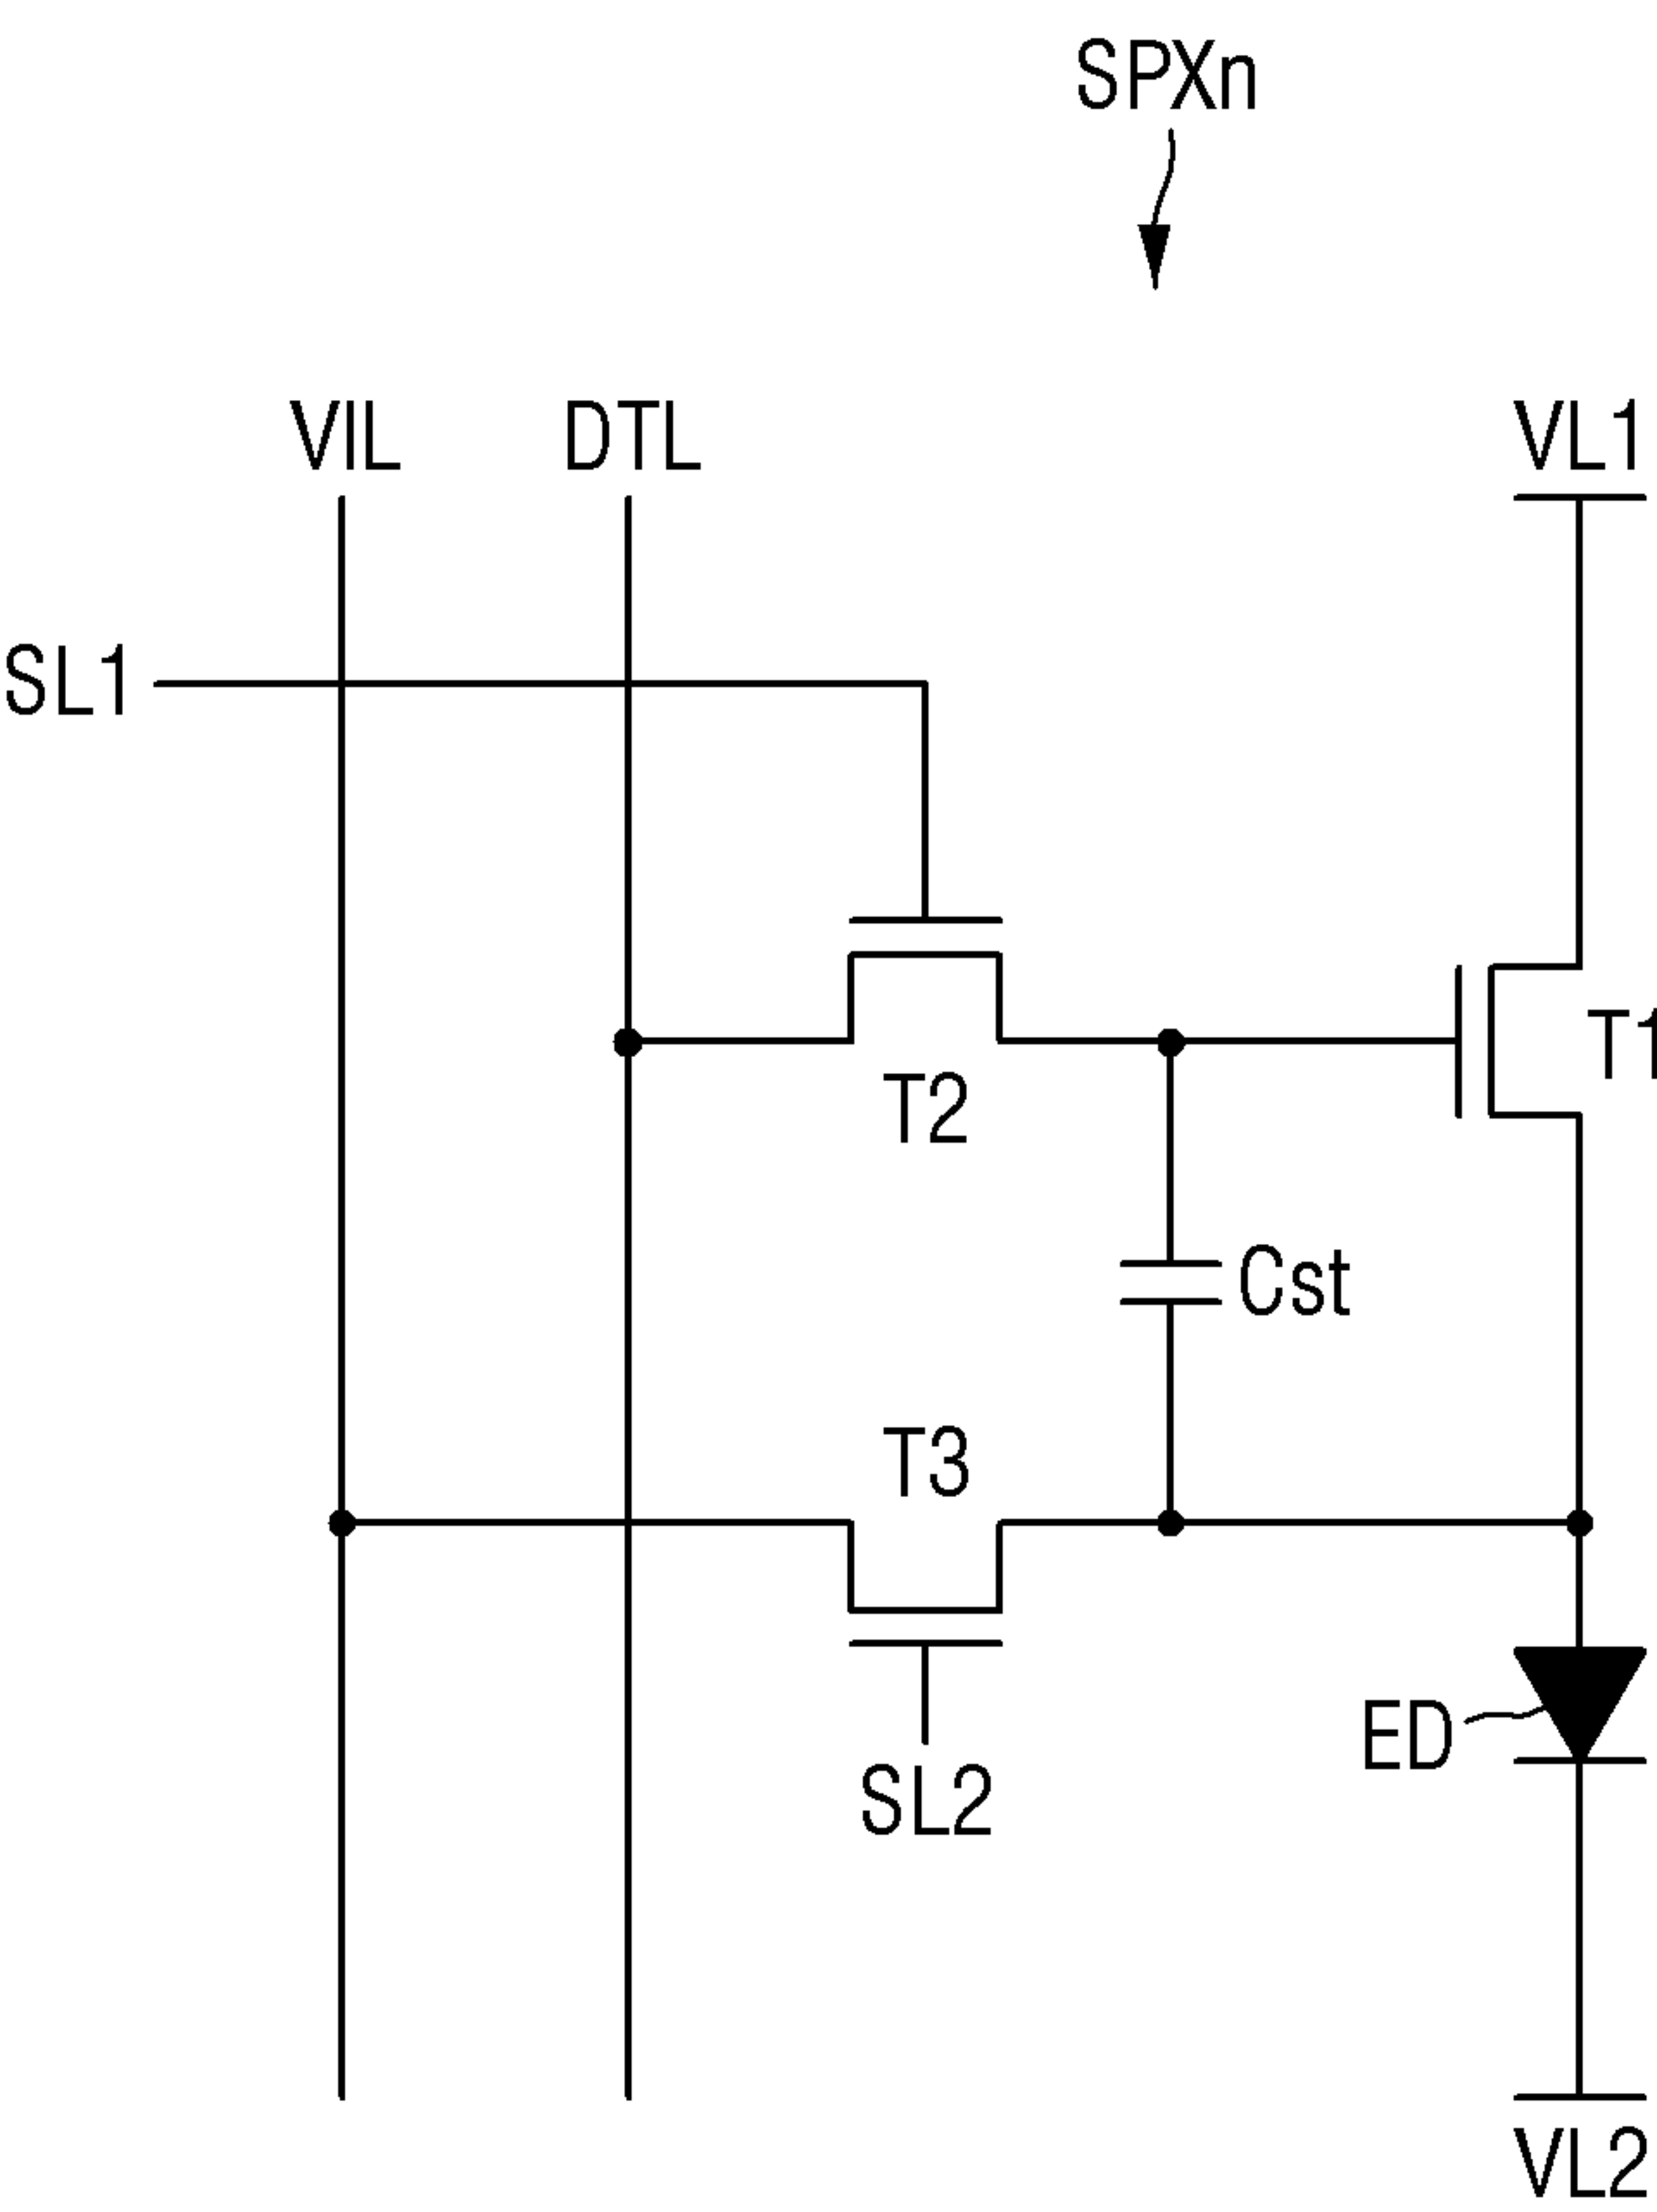 SPXn
VIL
DTL
VL1
SL1
T1
T2
Cst
T3
ED
SL2
VL2